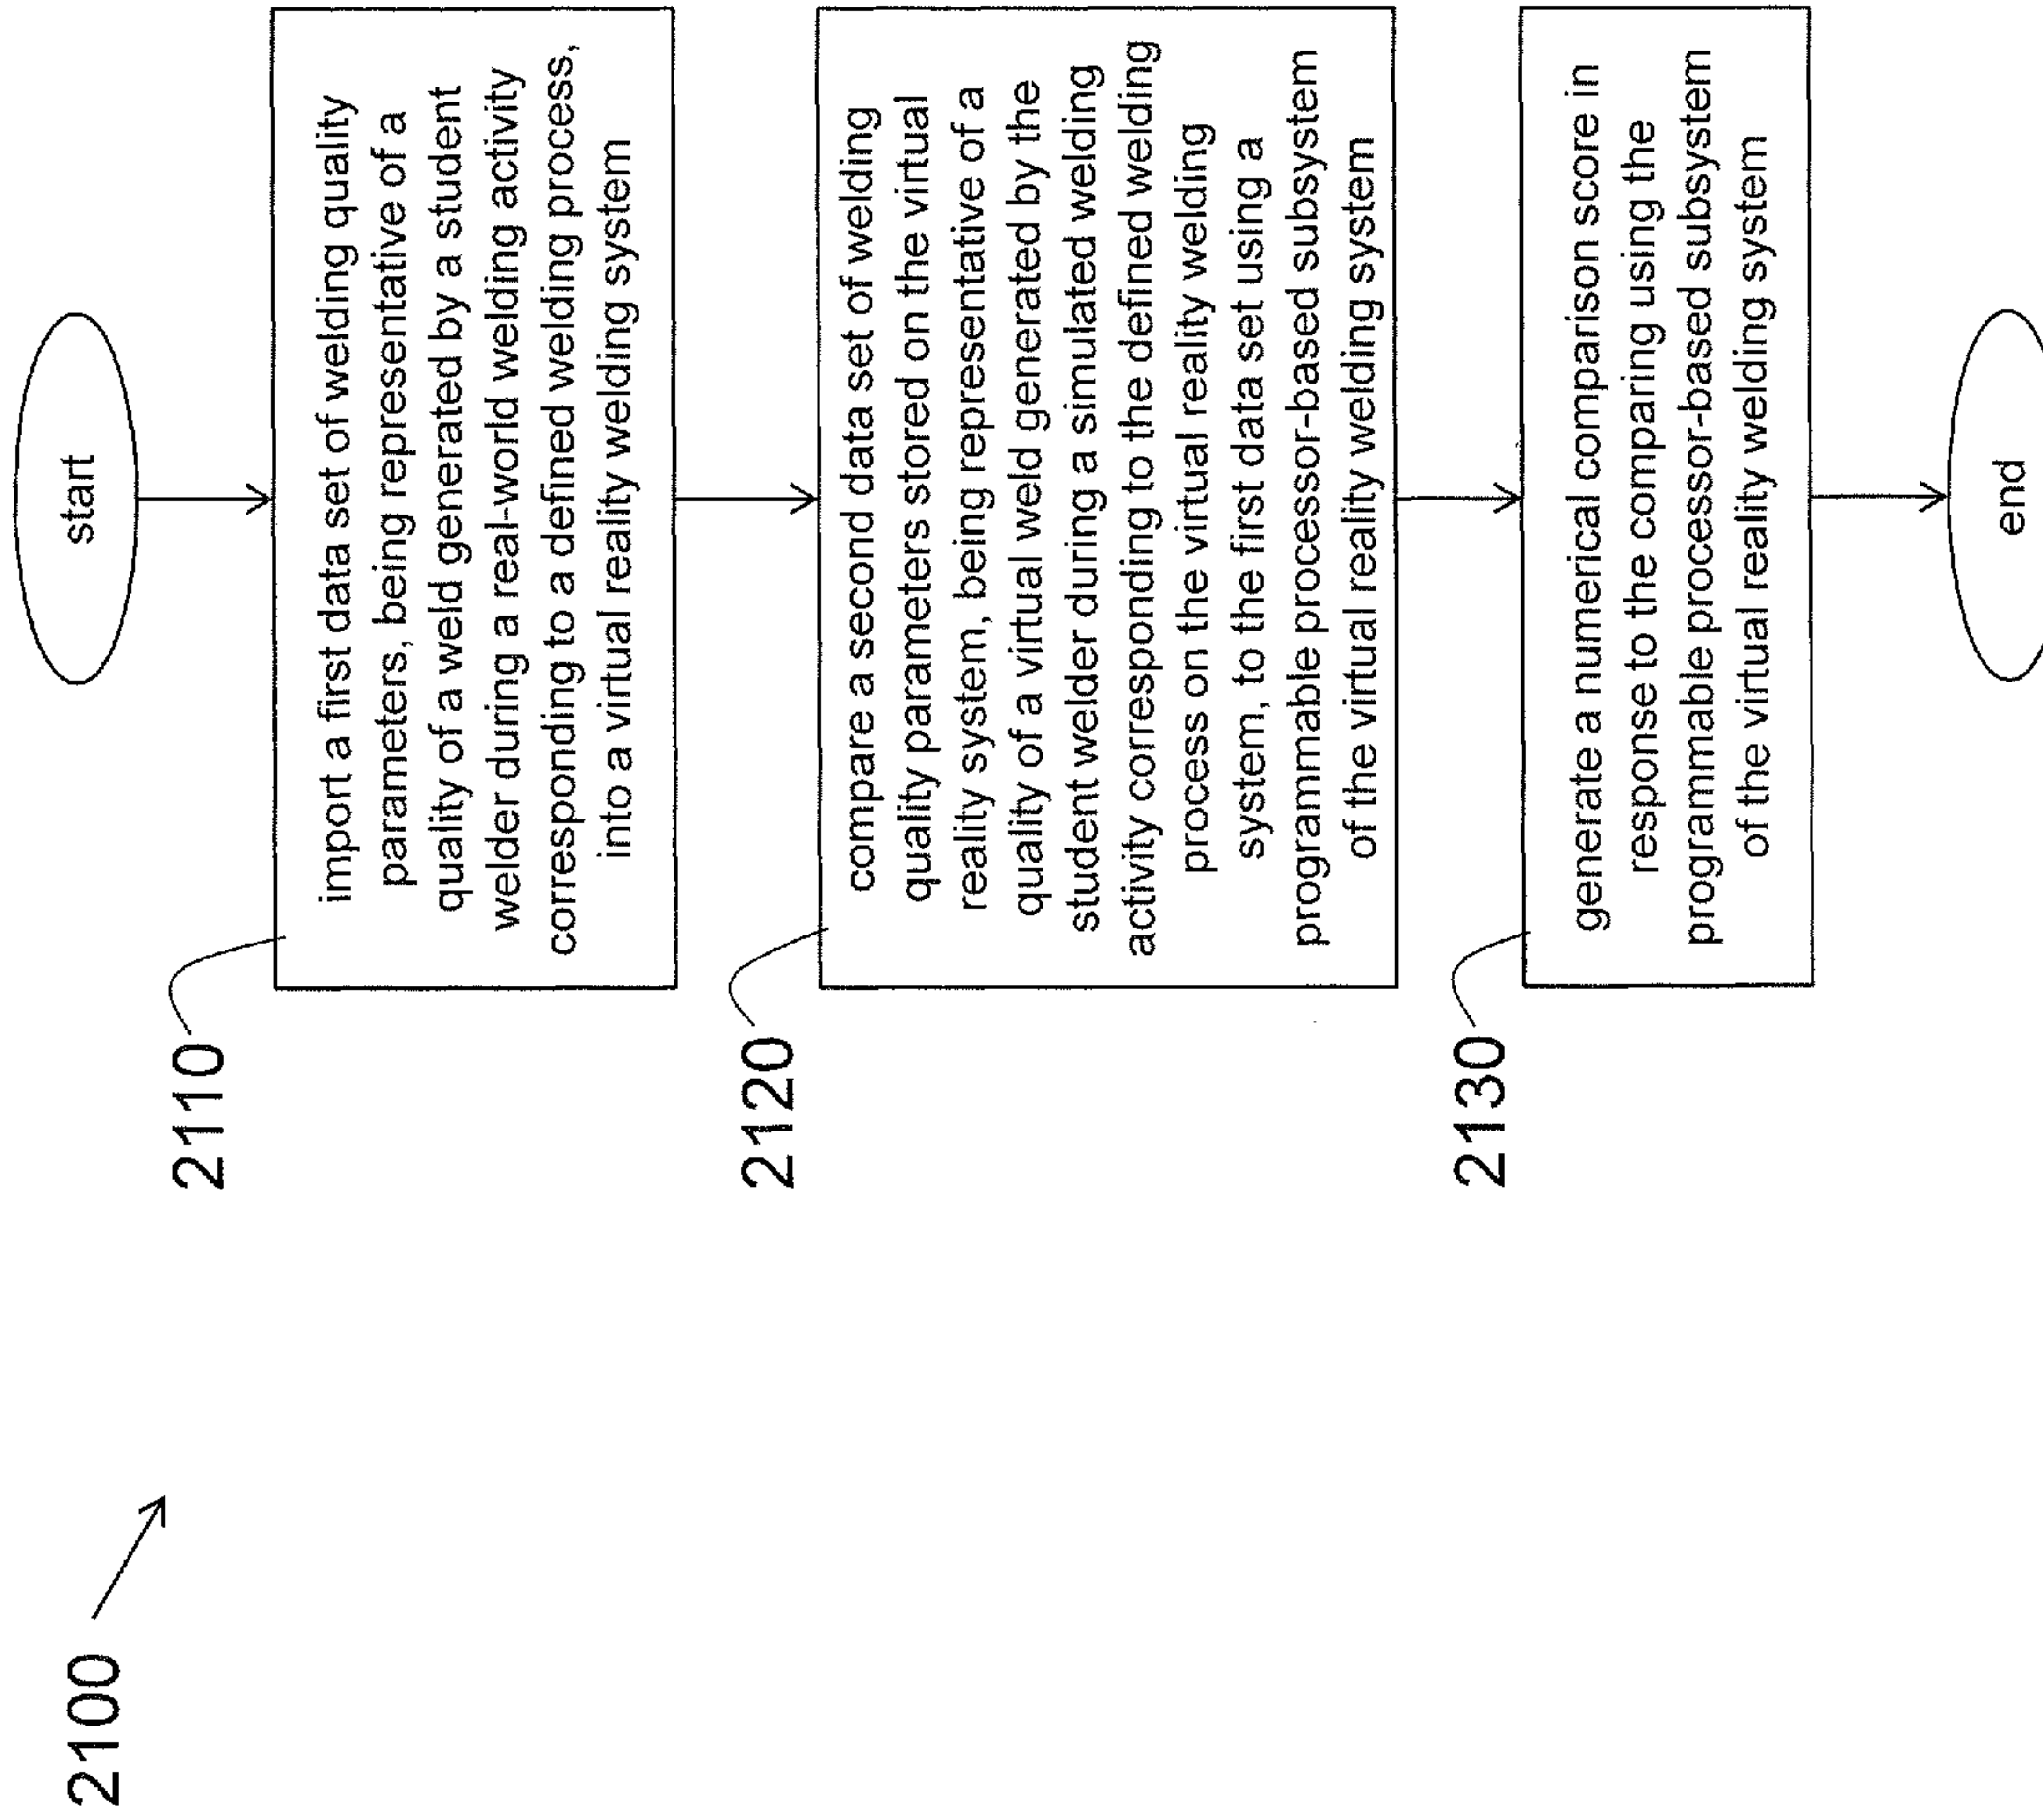 2100
start
2110
import a first data set of welding quality
parameters, being representative of a
quality of a weld generated by a student
welder during a real-world welding activity
corresponding to a defined welding process,
into a virtual reality welding system
2120
compare a second data set of welding
quality parameters stored on the virtual
reality system, being representative of a
quality of a virtual weld generated by the
student welder during a simulated welding
activity corresponding to the defined welding
process on the virtual reality welding
system, to the first data set using a
programmable processor-based subsystem
of the virtual reality welding system
2130
generate a numerical comparison score in
response to the comparing using the
programmable processor-based subsystem
of the virtual reality welding system
end